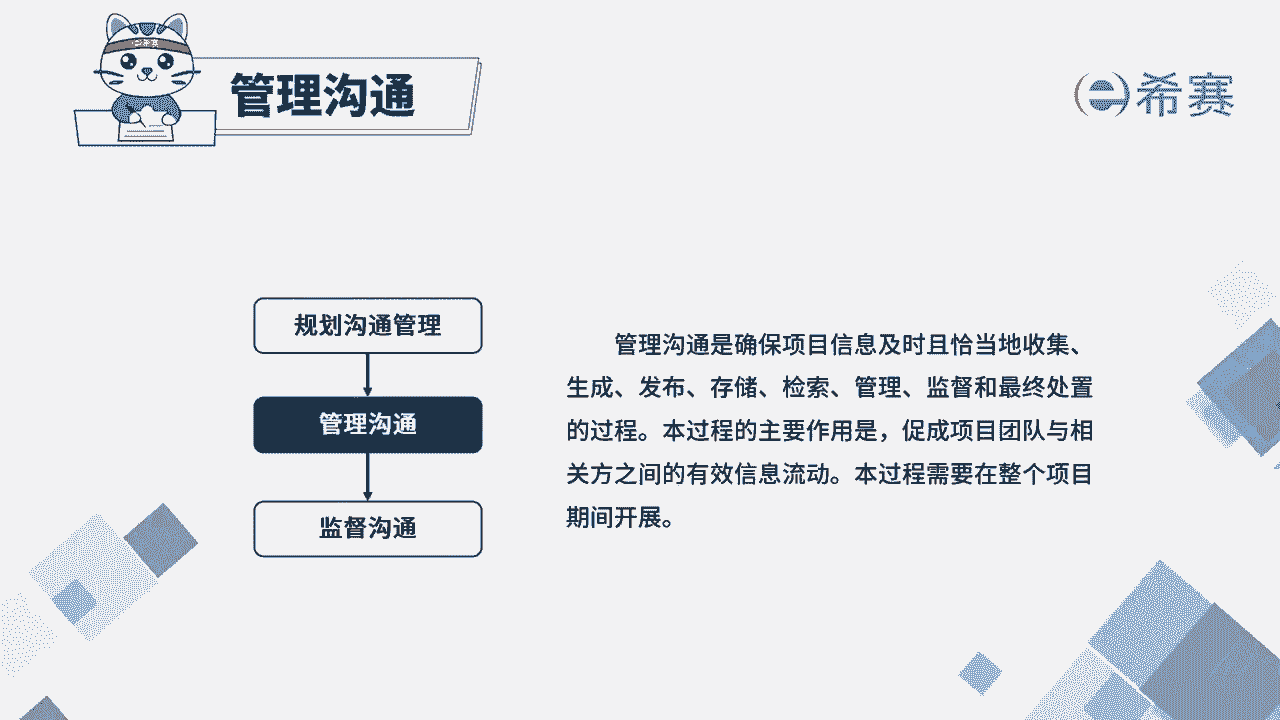 管理沟通
希赛
规划沟通管理
管理沟通
监督沟通
管理沟通是确保项目信息及时且恰当地收集、
生成、发布、存储、检索、管理、监督和最终处置
的过程。本过程的主要作用是，促成项目团队与相
关方之间的有效信息流动。本过程需要在整个项目
期间开展。